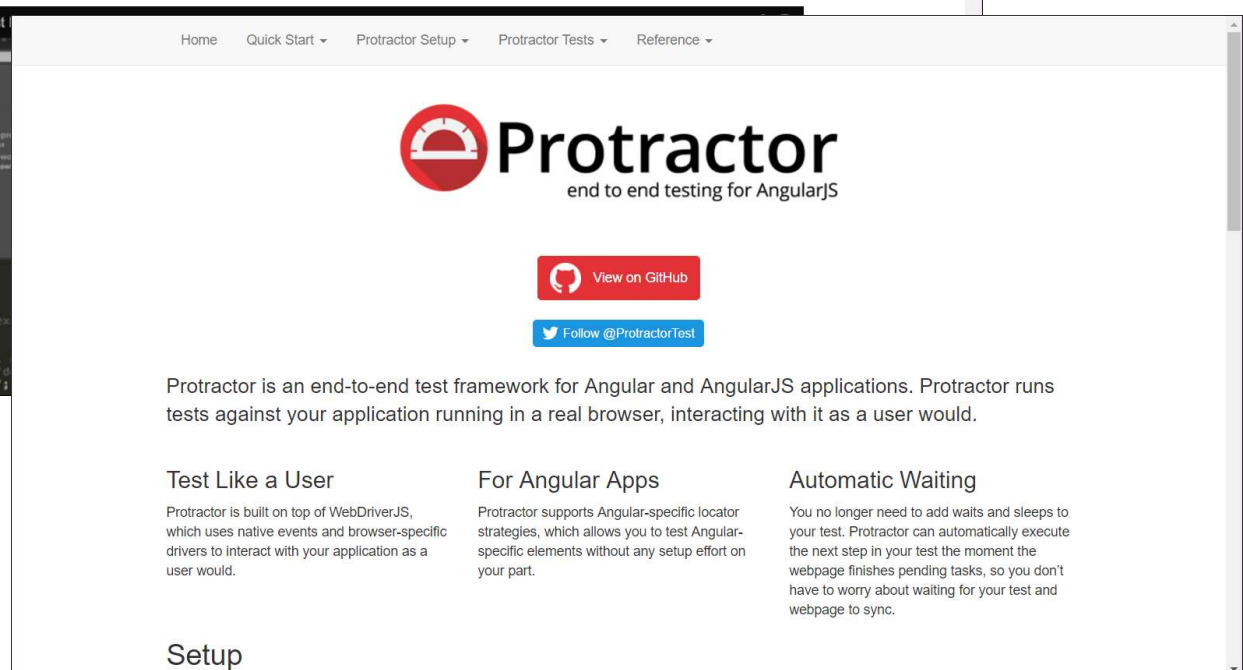 Home Quick Start Protractor Setup Protractor Tests Reference
Protractor
end to end testing for AngularJS
View on GitHub
Follow @ProtractorTest
Protractor is an end-to-end test framework for Angular and AngularJS applications. Protractor runs
tests against your application running in a real browser, interacting with it as a user would.
Test Like a User
Protractor is built on top of WebDriverJS,
which uses native events and browser-specific
drivers to interact with your application as a
user would.
For Angular Apps
Protractor supports Angular-specific locator
strategies, which allows you to test Angular-
specific elements without any setup effort on
your part.
Automatic Waiting
You no longer need to add waits and sleeps to
your test. Protractor can automatically execute
the next step in your test the moment the
webpage finishes pending tasks, so you don't
have to worry about waiting for your test and
webpage to sync.
Setup